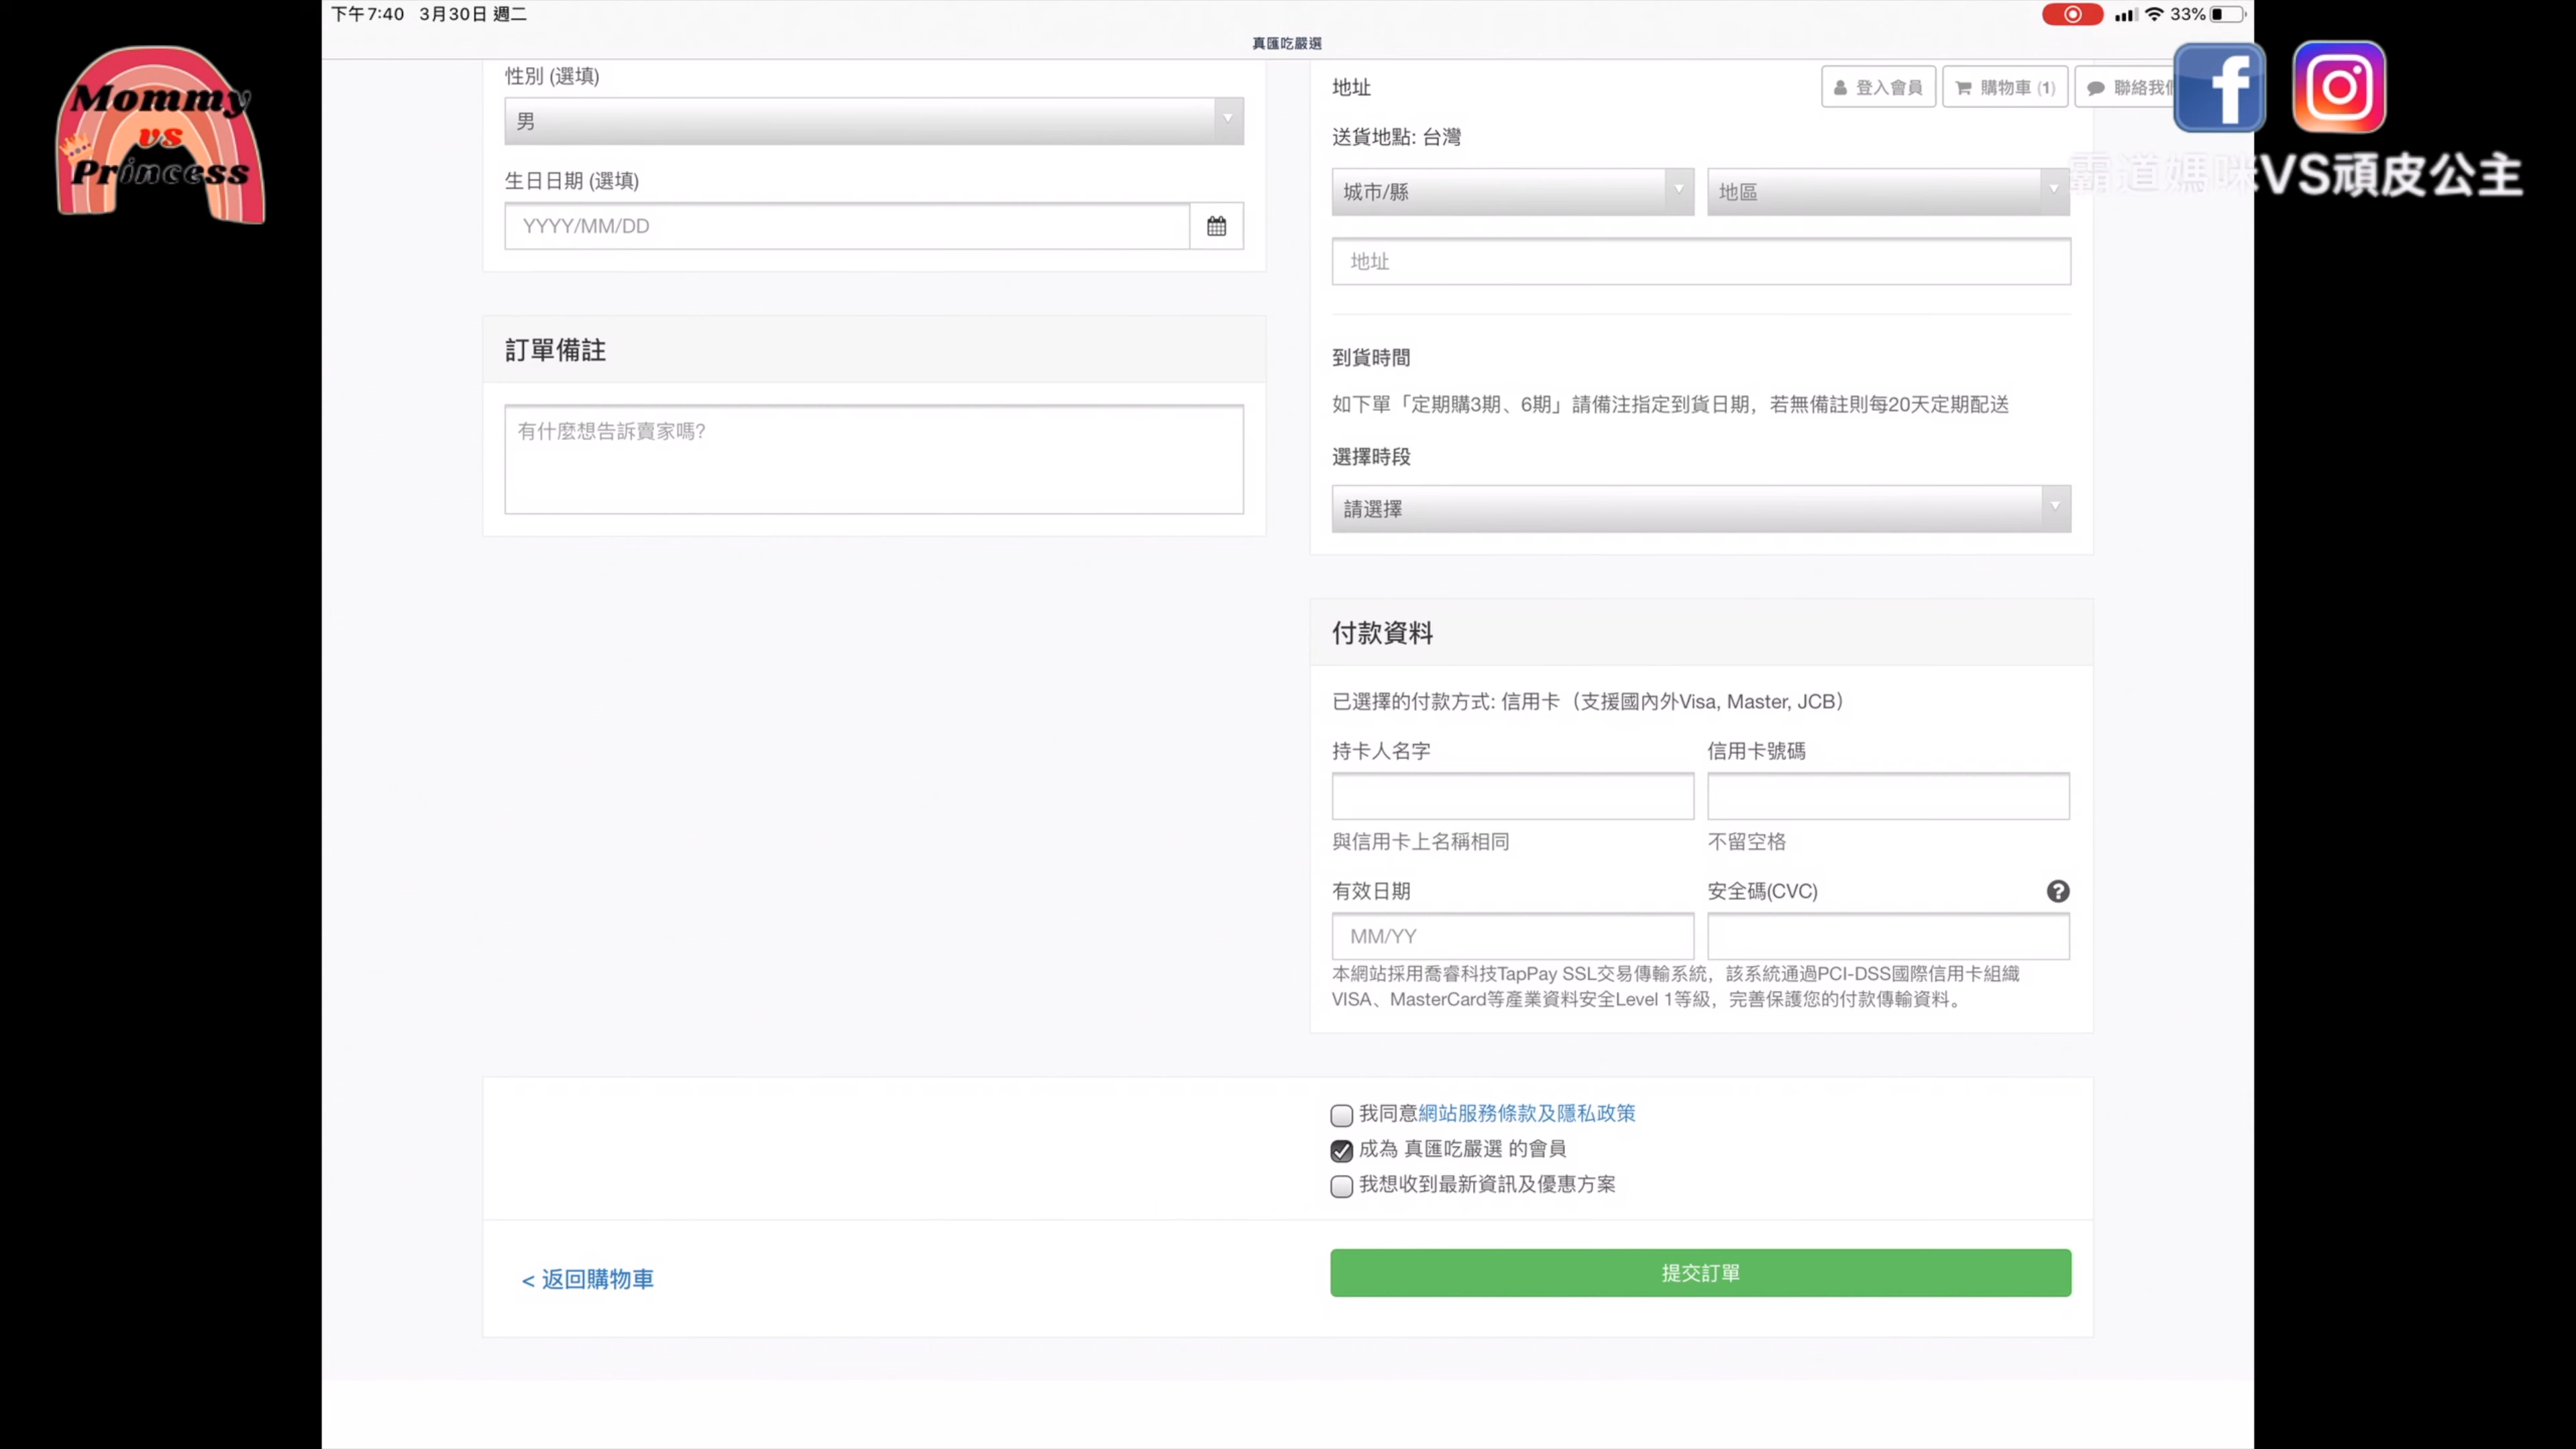 下午7:40 3月30日 週二
33%
真匯吃嚴選
Mommy
vs
Princess
性別 (選填)
男
生日日期 (選填)
YYYY/MM/DD
訂單備註
有什麼想告訴賣家嗎?
地址
登入會員
購物車 (1)
聯絡我們
霸道媽咪VS頑皮公主
送貨地點: 台灣
城市/縣
地區
地址
到貨時間
如下單「定期購3期、6期」請備注指定到貨日期，若無備註則每20天定期配送
選擇時段
請選擇
付款資料
已選擇的付款方式: 信用卡（支援國內外Visa, Master, JCB）
持卡人名字
信用卡號碼
與信用卡上名稱相同
不留空格
有效日期
安全碼(CVC)
MM/YY
本網站採用喬睿科技TapPay SSL交易傳輸系統，該系統通過PCI-DSS國際信用卡組織
VISA、MasterCard等產業資料安全Level 1等級，完善保護您的付款傳輸資料。
我同意網站服務條款及隱私政策
成為 真匯吃嚴選 的會員
我想收到最新資訊及優惠方案
< 返回購物車
提交訂單